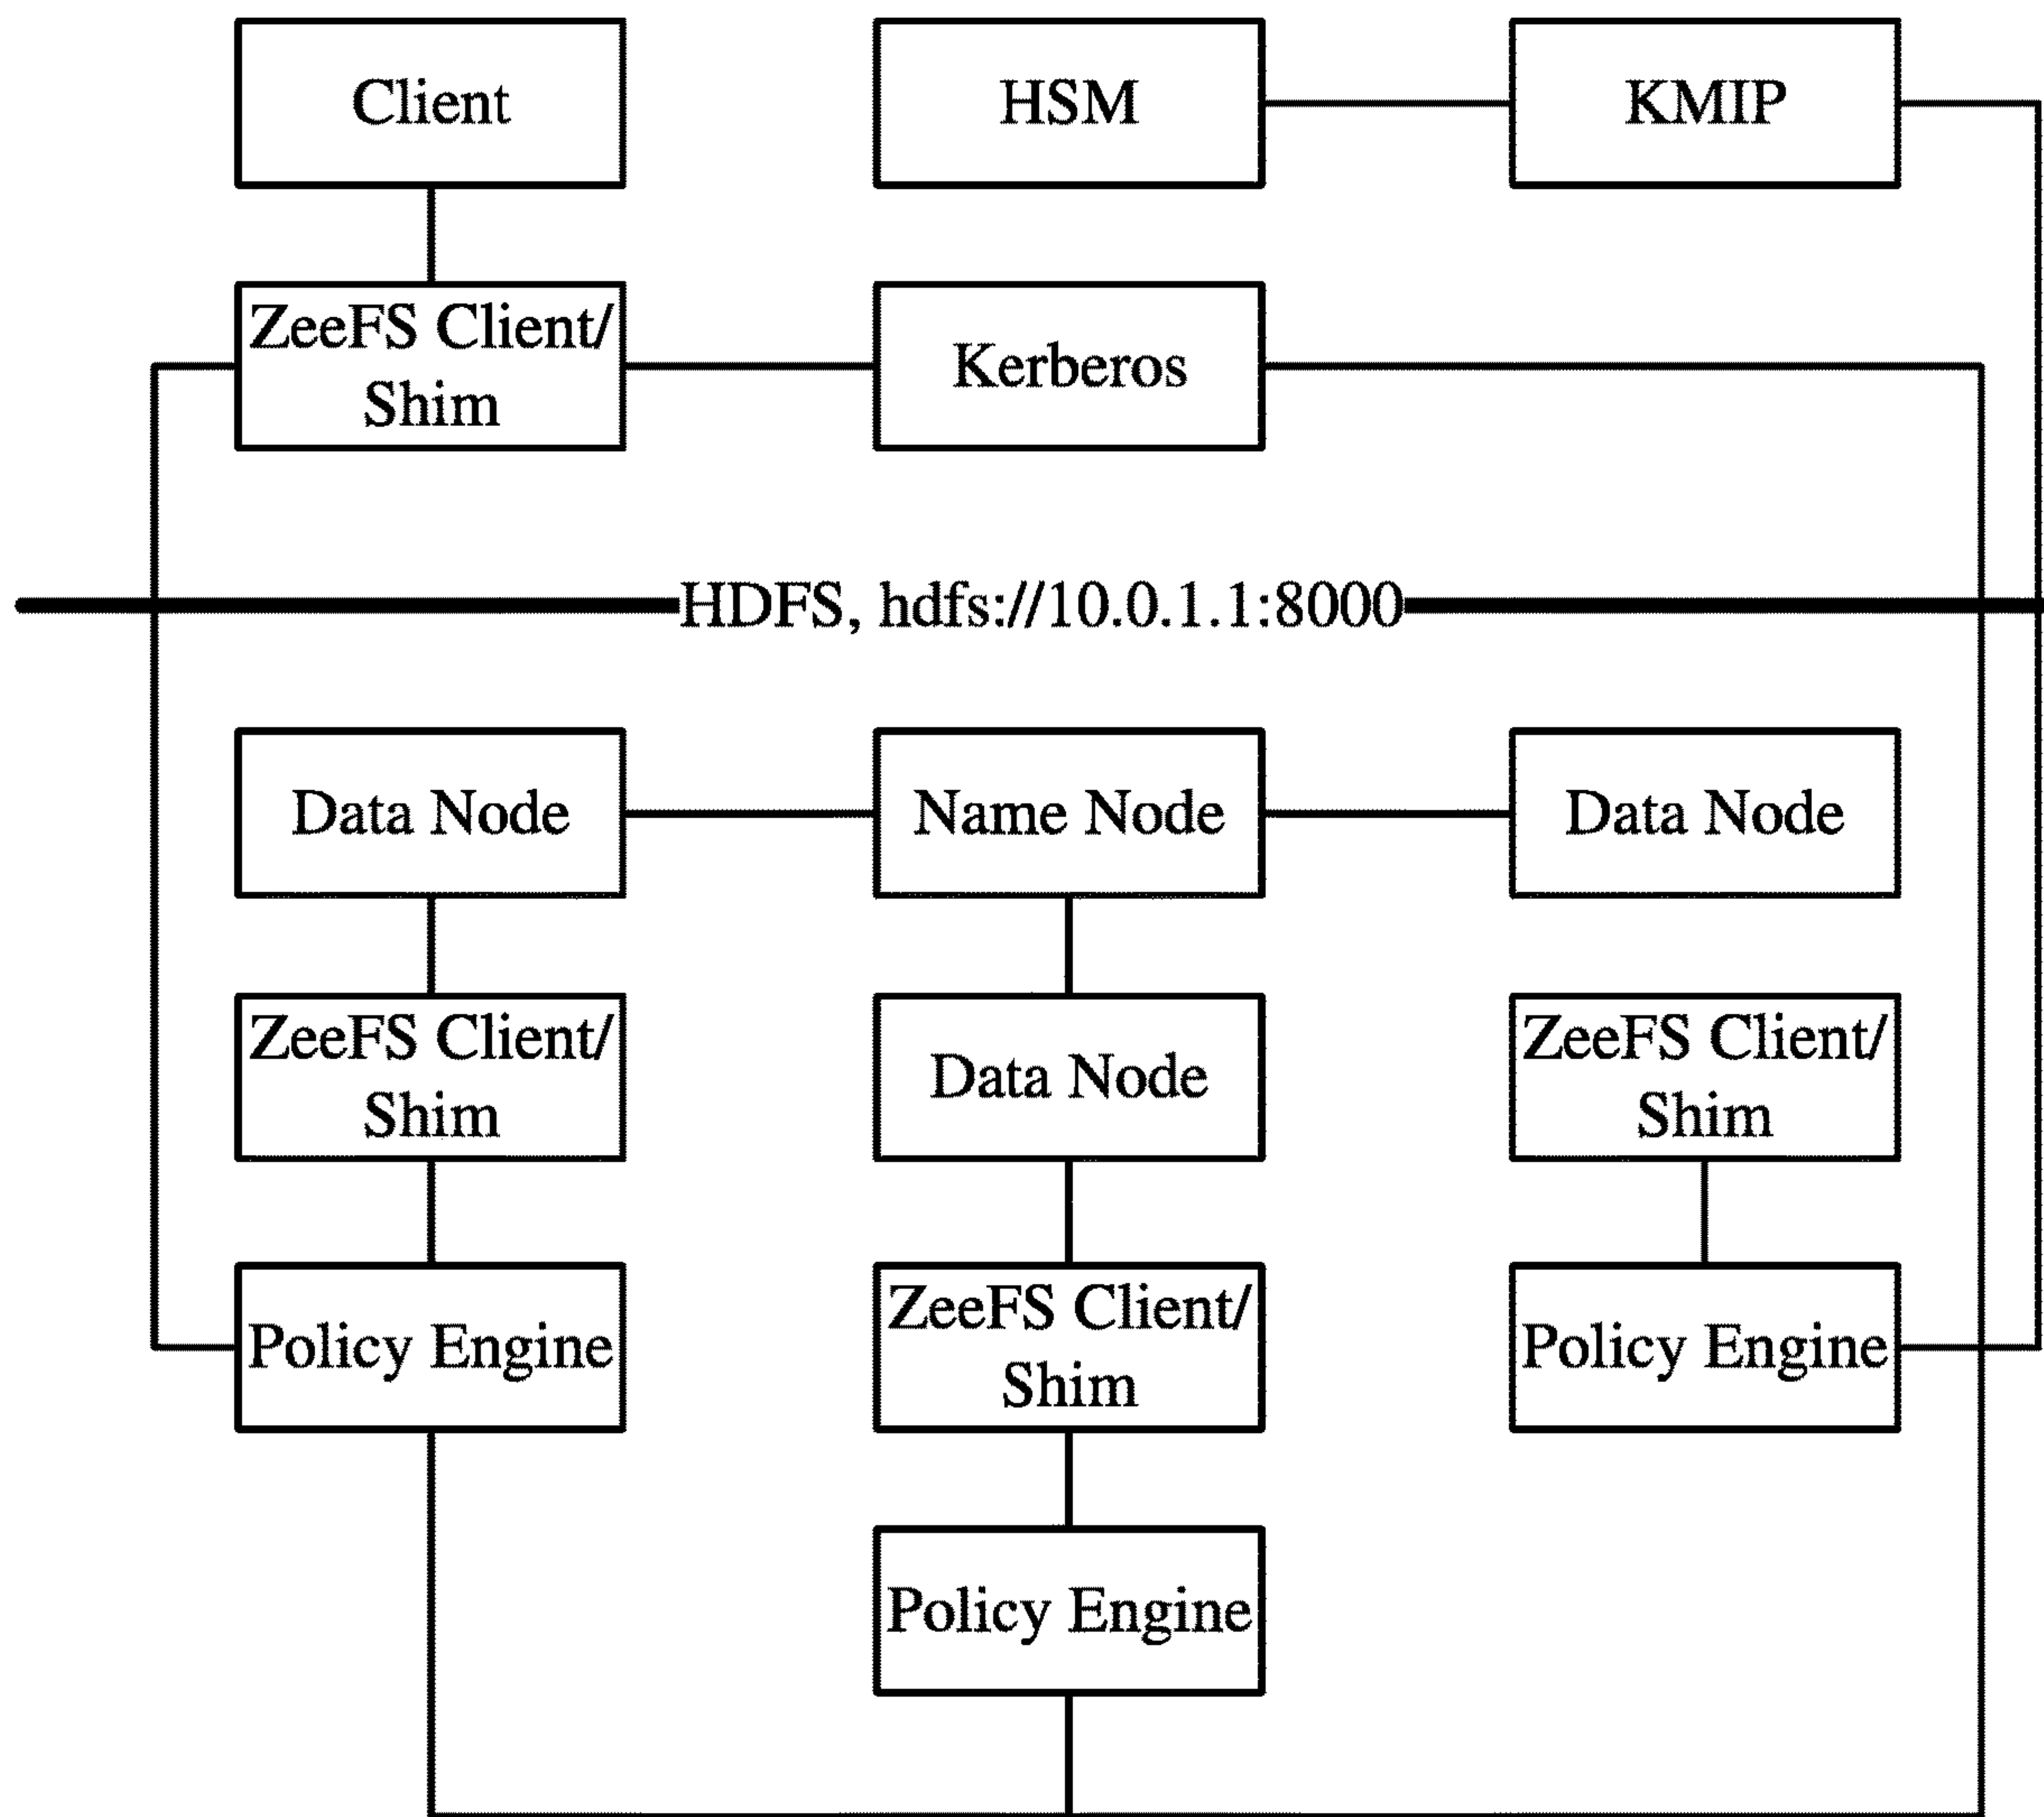 Client
HSM
KMIP
ZeeFS Client/
Shim
Kerberos
HDFS, hdfs://10.0.1.1:8000
Data Node
Name Node
Data Node
ZeeFS Client/
Shim
Data Node
ZeeFS Client/
Shim
Policy Engine
ZeeFS Client/
Shim
Policy Engine
Policy Engine